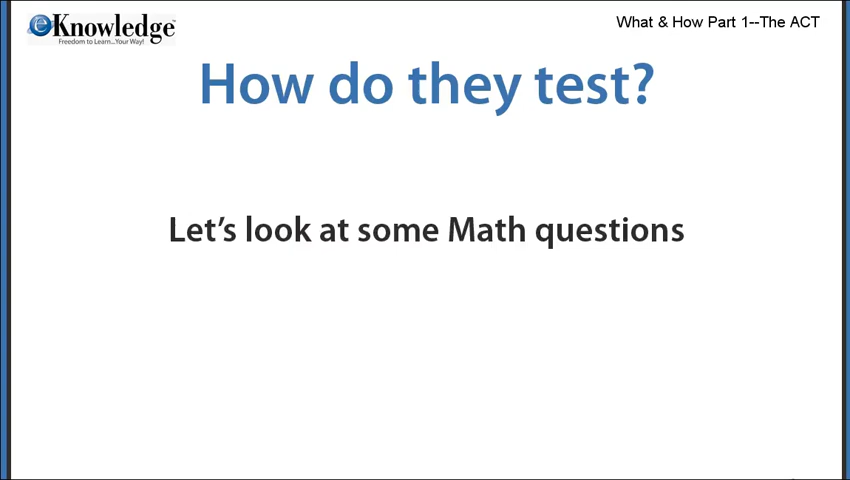 eKnowledge™
Freedom to Learn...Your Way!
What & How Part 1--The ACT
How do they test?
Let's look at some Math questions